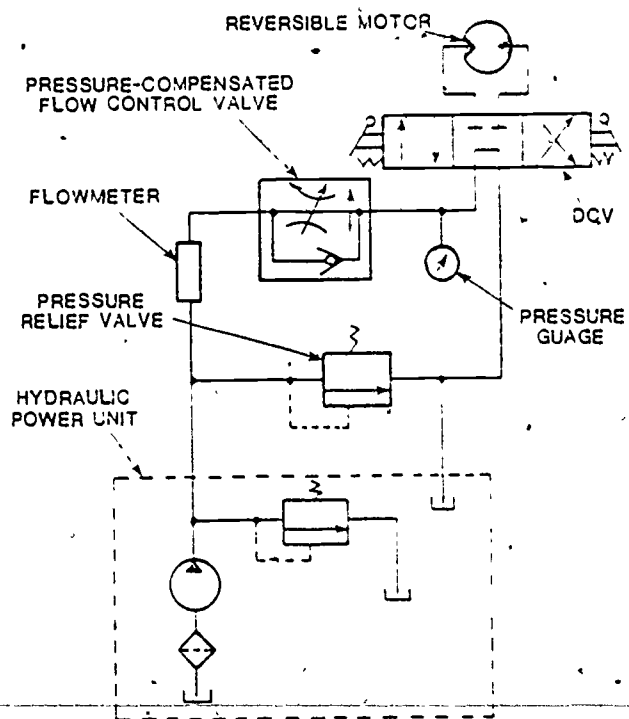 REVERSIBLE MOTOR
PRESSURE-COMPENSATED
FLOW CONTROL VALVE
FLOWMETER
DCV
PRESSURE
RELIEF VALVE
PRESSURE
GUAGE
HYDRAULIC
POWER UNIT